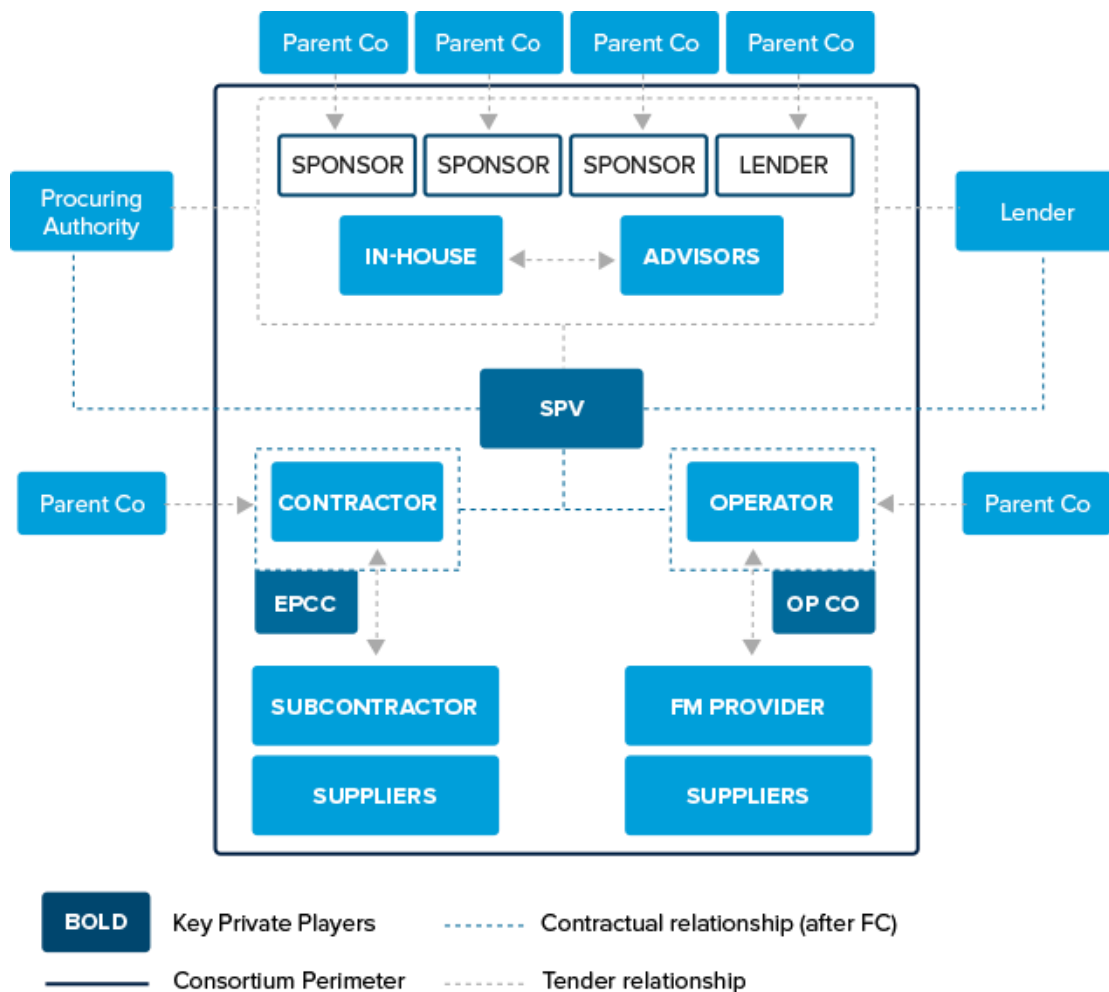 Parent Co
Parent Co
Parent Co
Parent Co
SPONSOR
SPONSOR
SPONSOR
LENDER
Procuring
Authority
Lender
IN-HOUSE
ADVISORS
SPV
Parent Co
CONTRACTOR
OPERATOR
Parent Co
EPCC
OP CO
SUBCONTRACTOR
FM PROVIDER
SUPPLIERS
SUPPLIERS
BOLD
Key Private Players
Contractual relationship (after FC)
Consortium Perimeter
Tender relationship